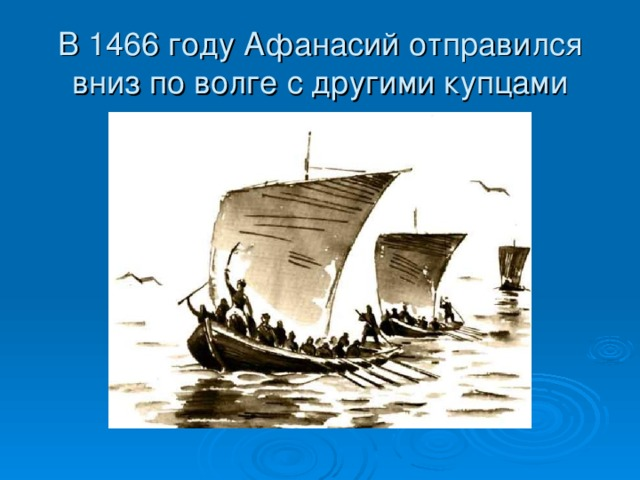 В 1466 году Афанасий отправился
вниз по волге с другими купцами